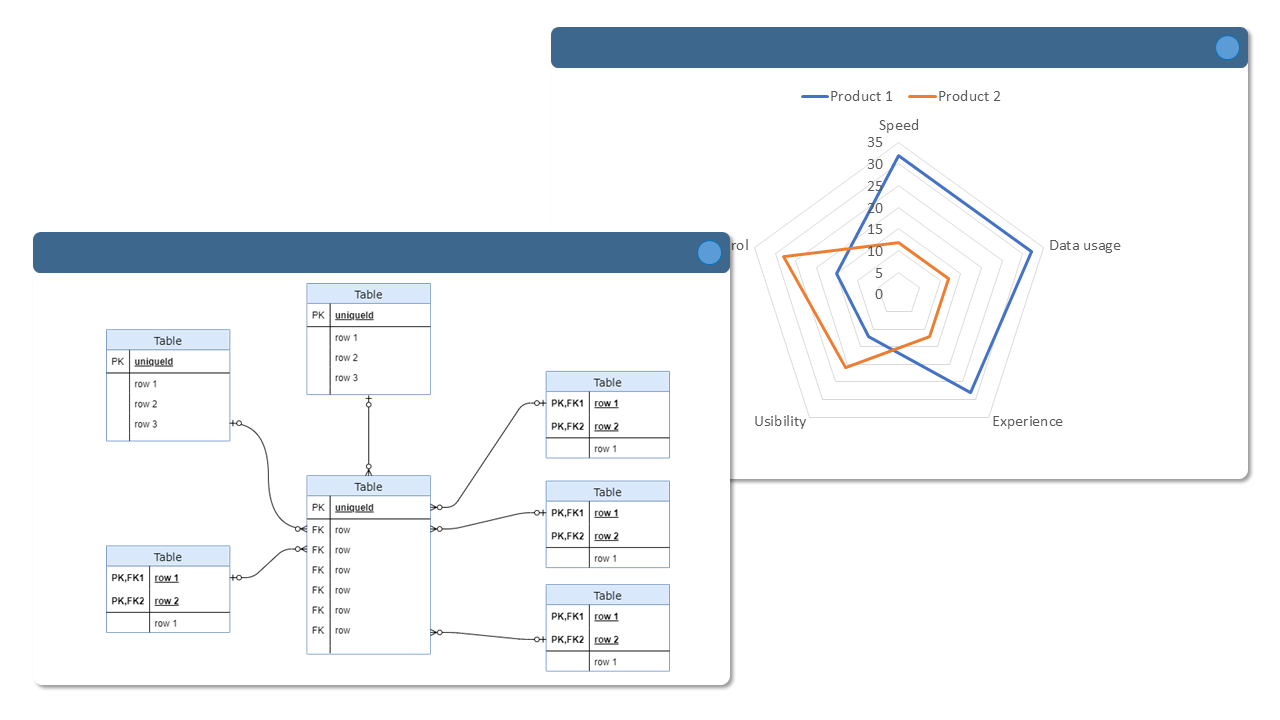 Product 1 Product 2
Speed
35
30
25
20
15
10
5
0
Data usage
Experience
Usibility
Table
PK uniqueId
row 1
row 2
row 3
Table
PK uniqueId
row 1
row 2
row 3
Table
PK,FK1 row 1
PK,FK2 row 2
row 1
Table
PK uniqueId
FK row
FK row
FK row
FK row
FK row
FK row
Table
PK,FK1 row 1
PK,FK2 row 2
row 1
Table
PK,FK1 row 1
PK,FK2 row 2
row 1
Table
PK,FK1 row 1
PK,FK2 row 2
row 1